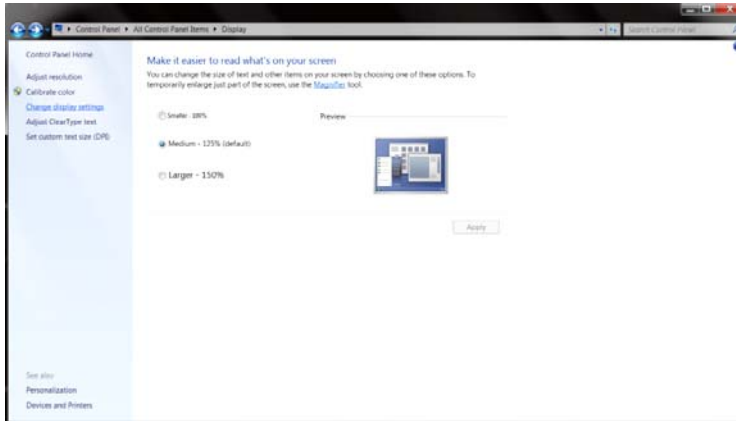 Control Panel ▸ All Control Panel Items ▸ Display
Search Control Panel
Control Panel Home
Adjust resolution
Calibrate color
Change display settings
Adjust ClearType text
Set custom text size (DPI)
Make it easier to read what's on your screen
You can change the size of text and other items on your screen by choosing one of these options. To
temporarily enlarge just part of the screen, use the Magnifier tool.
Smaller - 100%
Preview
Medium - 125% (default)
Larger - 150%
Apply
See also
Personalization
Devices and Printers